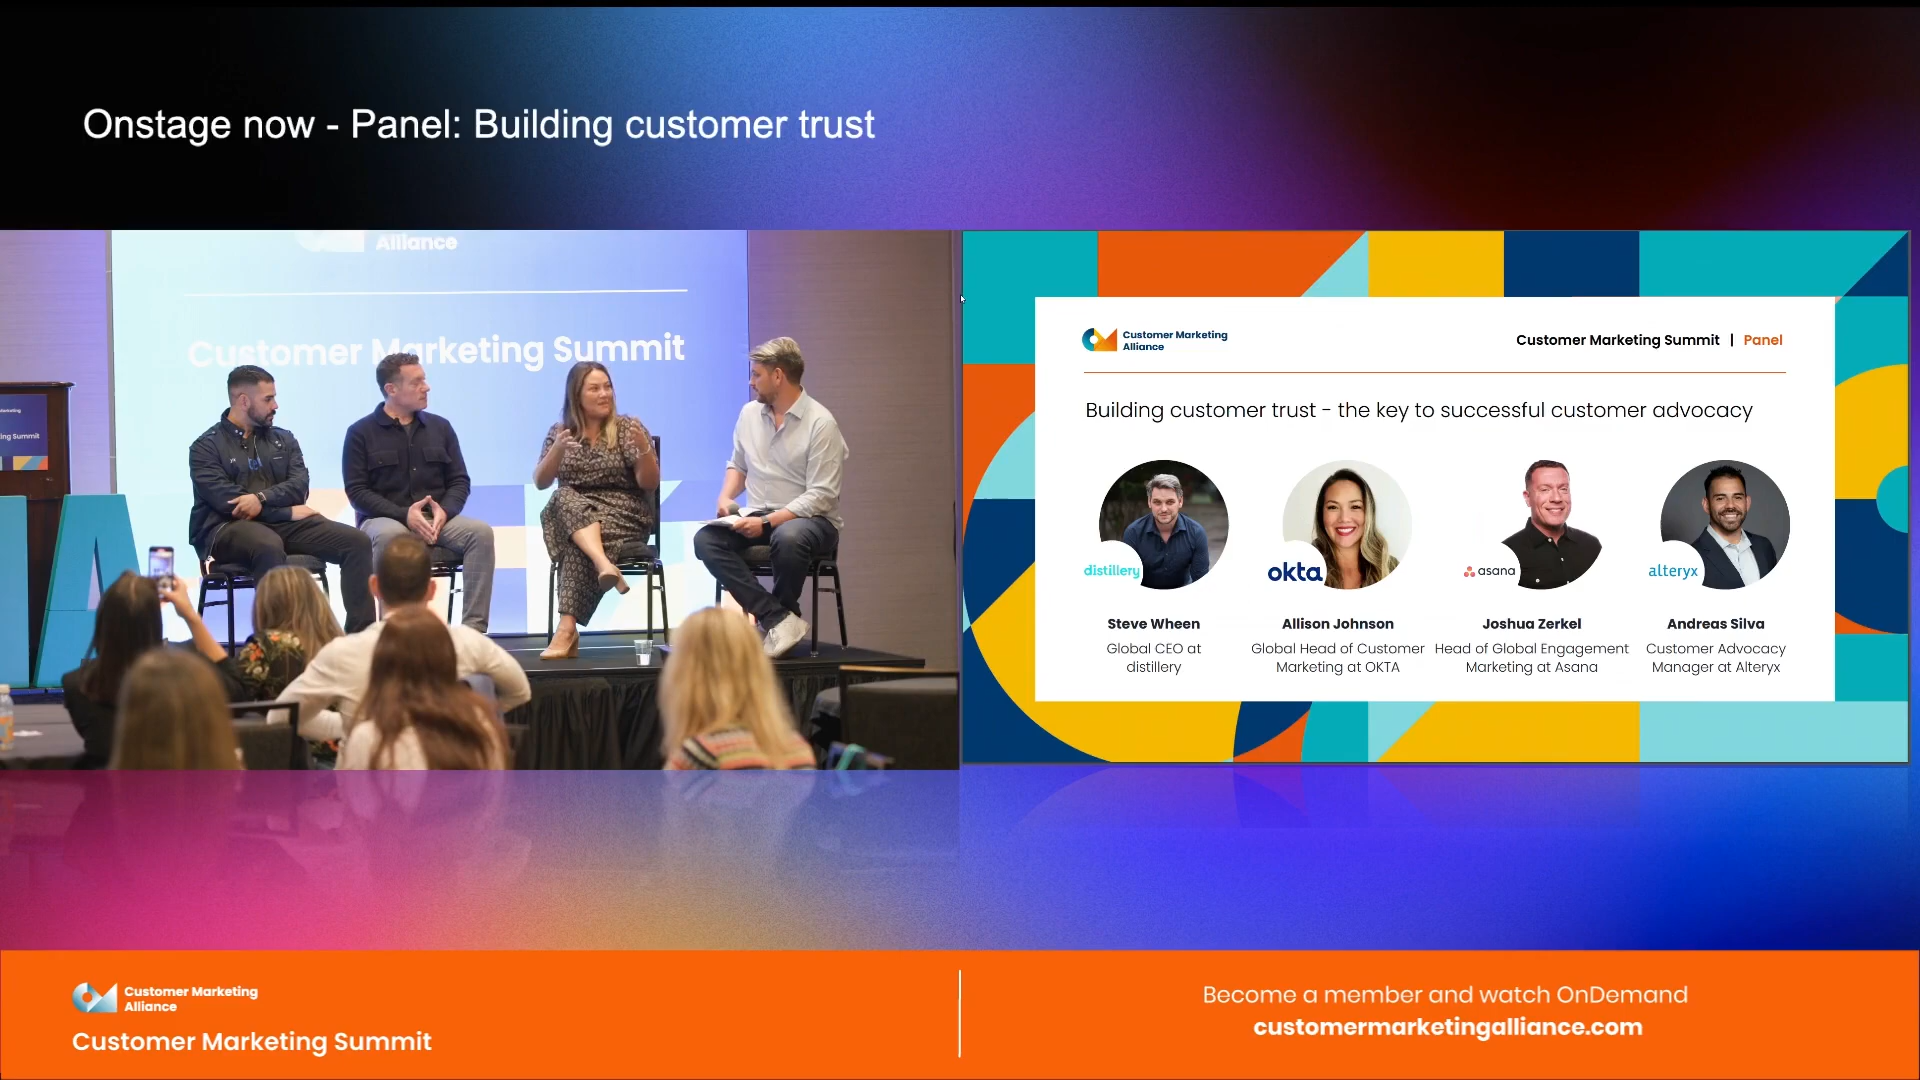 Onstage now - Panel: Building customer trust
Alliance
Customer Marketing Summit
Customer Marketing
Alliance
Customer Marketing Summit | Panel
Building customer trust - the key to successful customer advocacy
distillery
okta
asana
alteryx
Steve Wheen
Global CEO at
distillery
Allison Johnson
Global Head of Customer
Marketing at OKTA
Joshua Zerkel
Head of Global Engagement
Marketing at Asana
Andreas Silva
Customer Advocacy
Manager at Alteryx
Customer Marketing
Alliance
Customer Marketing Summit
Become a member and watch OnDemand
customermarketingalliance.com